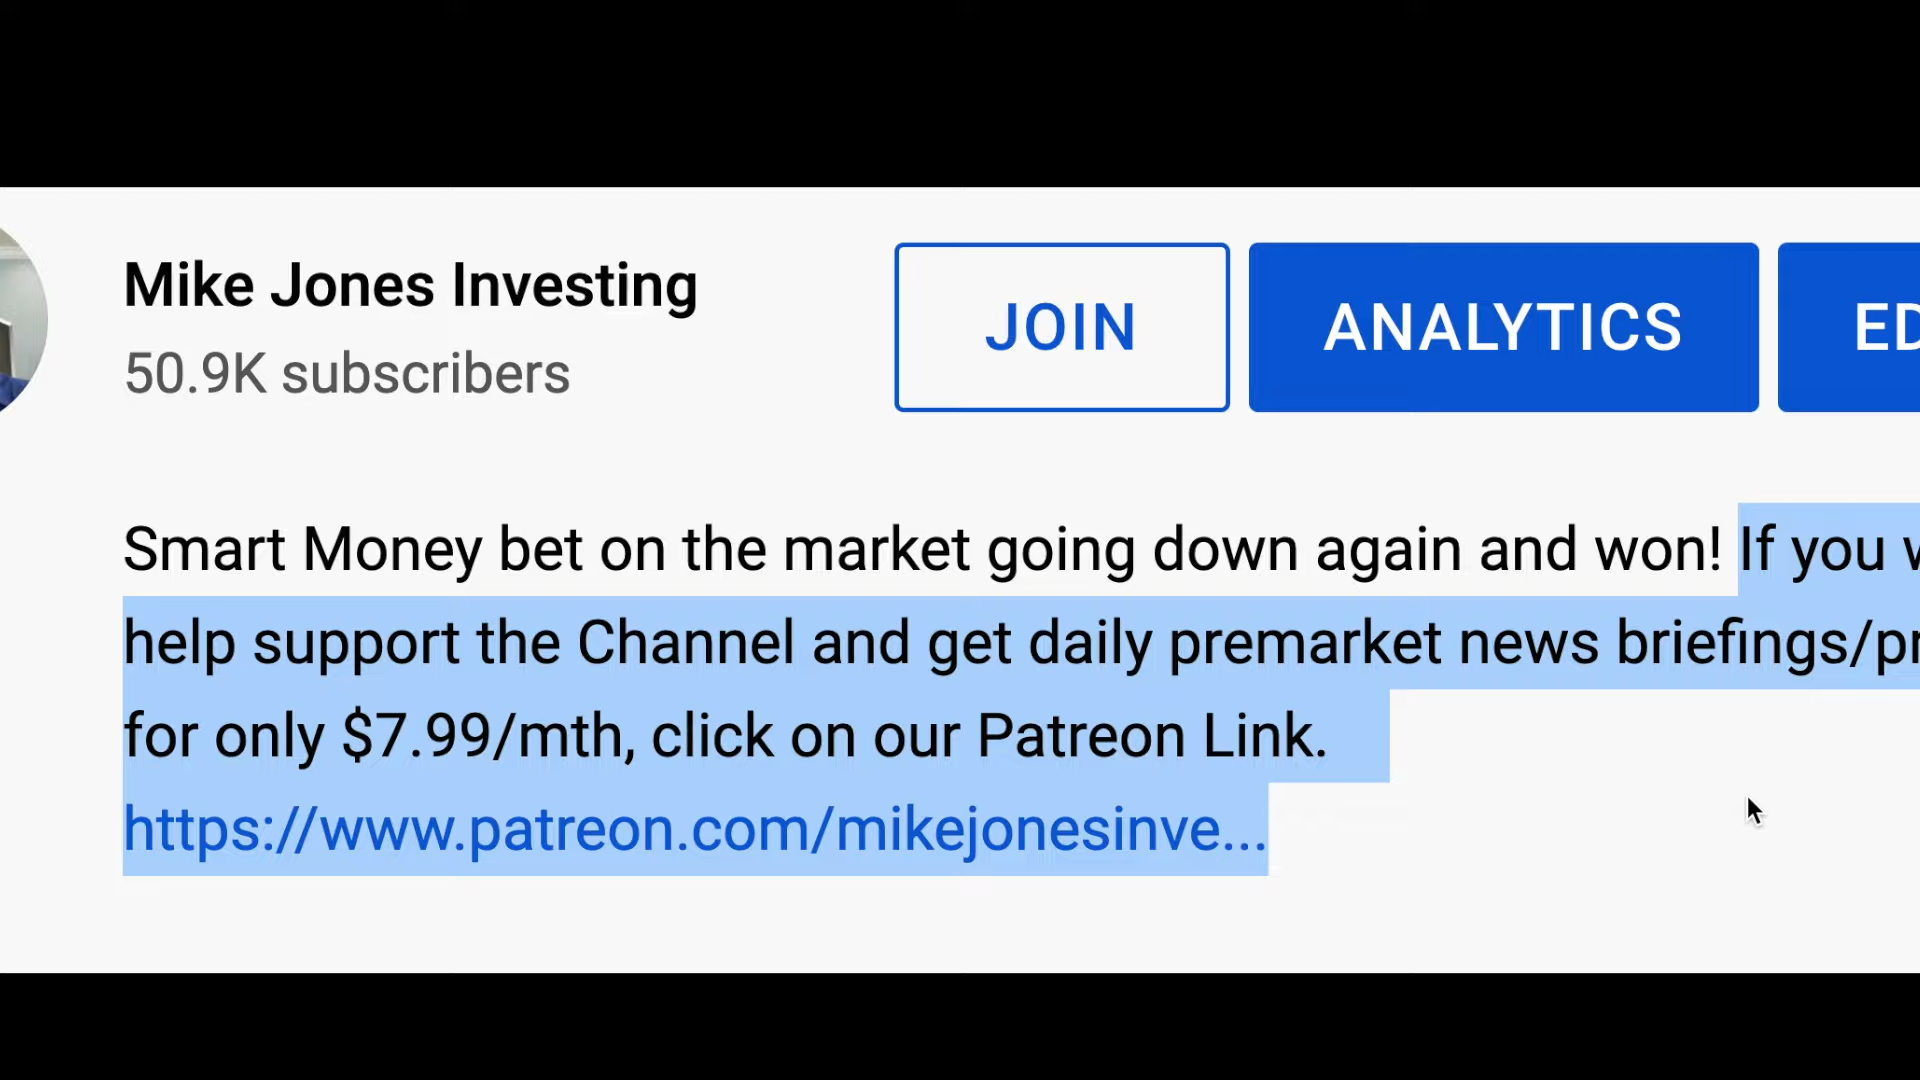 Mike Jones Investing
50.9K subscribers
JOIN
ANALYTICS
Smart Money bet on the market going down again and won! If you
help support the Channel and get daily premarket news briefings/
for only $7.99/mth, click on our Patreon Link.
https://www.patreon.com/mikejonesinve...